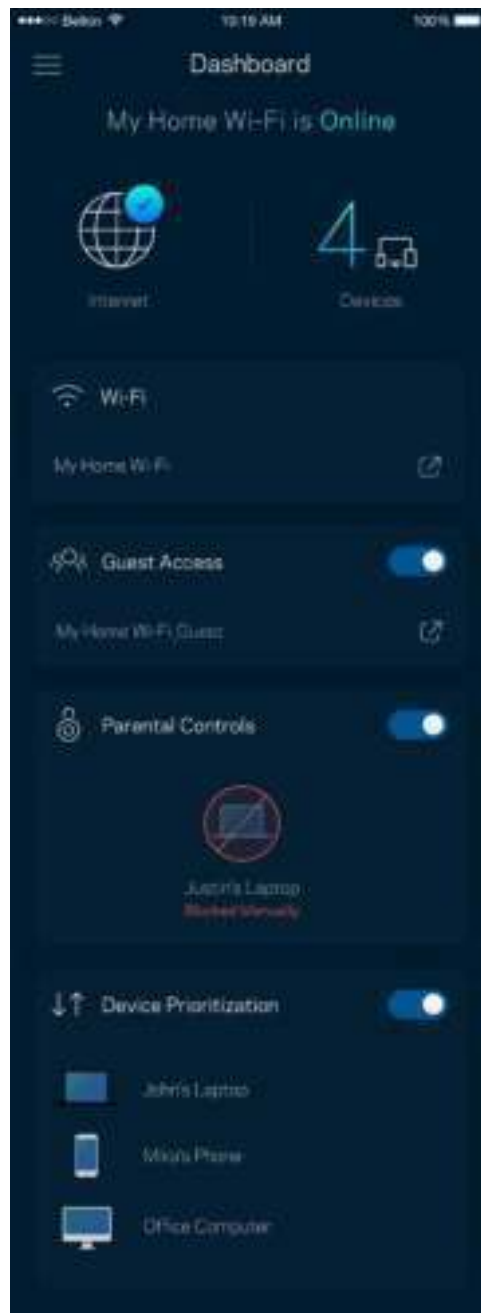 Belkin 10:19 AM 100%
Dashboard
My Home Wi-Fi is Online
4
Internet
Devices
Wi-Fi
My Home Wi-Fi
Guest Access
My Home Wi-Fi_Guest
Parental Controls
Justin's Laptop
Blocked Manually
Device Prioritization
John's Laptop
Phone
Office Computer